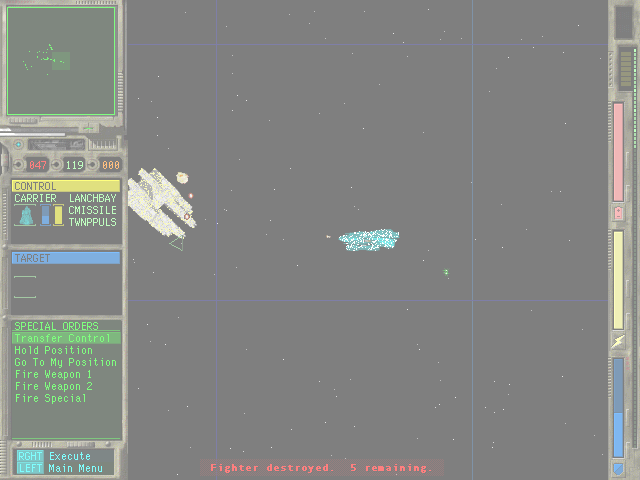 047 119 000
CONTROL
CARRIER LANCHBAY
CMISSILE
TWNPPULS
TARGET
SPECIAL ORDERS
Transfer Control
Hold Position
Go To My Position
Fire Weapon 1
Fire Weapon 2
Fire Special
RGHT Execute
LEFT Main Menu
Fighter destroyed. 5 remaining.